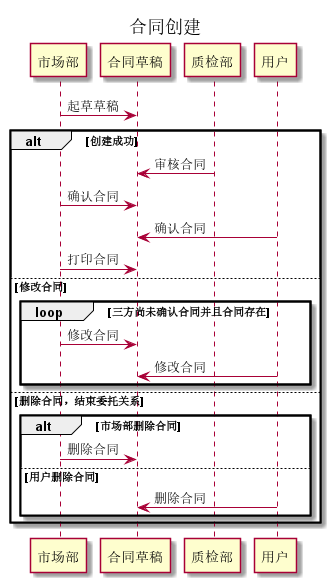 合同创建
市场部 合同草稿 质检部 用户
起草草稿
alt [创建成功]
审核合同
确认合同
确认合同
打印合同
[修改合同]
loop [三方尚未确认合同并且合同存在]
修改合同
修改合同
[删除合同，结束委托关系]
alt [市场部删除合同]
删除合同
[用户删除合同]
删除合同
市场部 合同草稿 质检部 用户